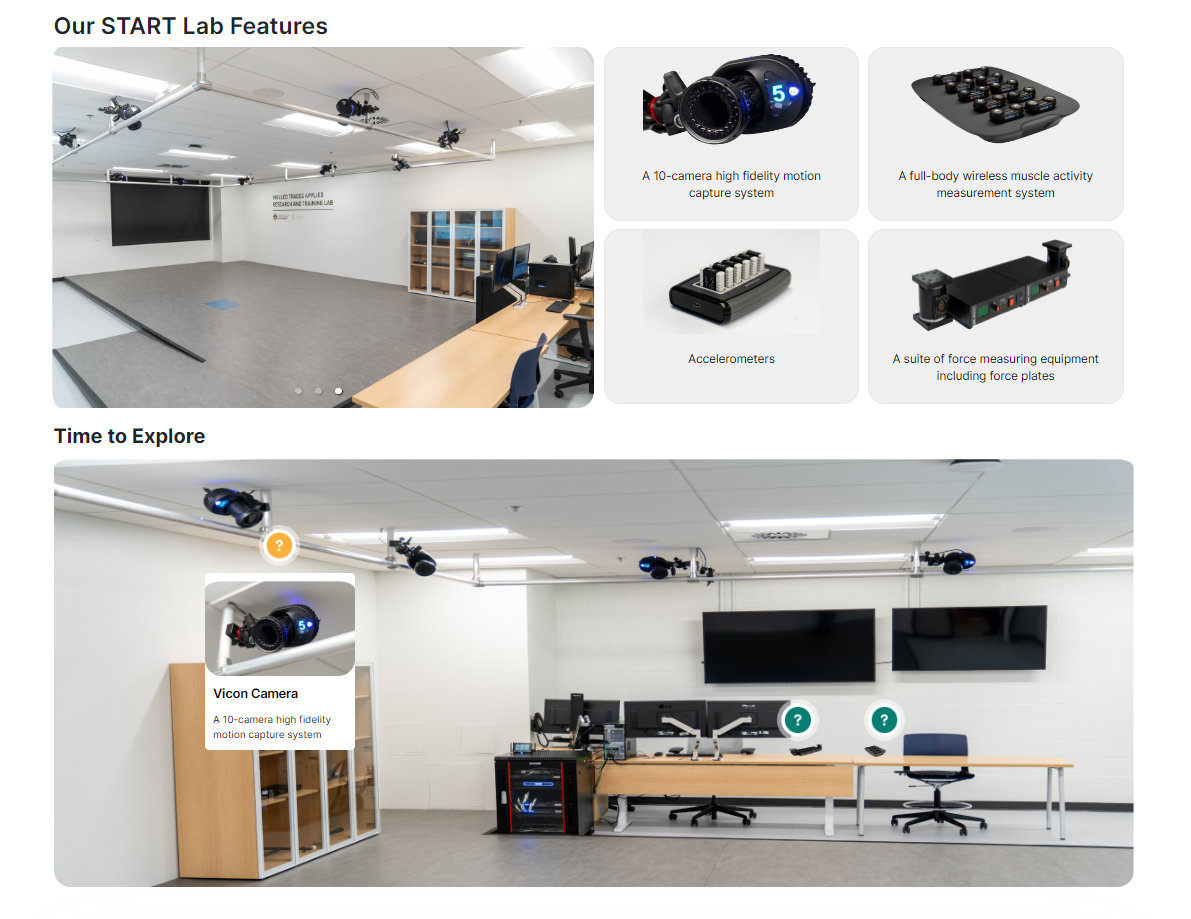 Our START Lab Features
SKILLED TRADES APPLIED
RESEARCH AND TRAINING LAB
5
A 10-camera high fidelity motion
capture system
A full-body wireless muscle activity
measurement system
Accelerometers
A suite of force measuring equipment
including force plates
Time to Explore
?
5
Vicon Camera
A 10-camera high fidelity
motion capture system
?
?